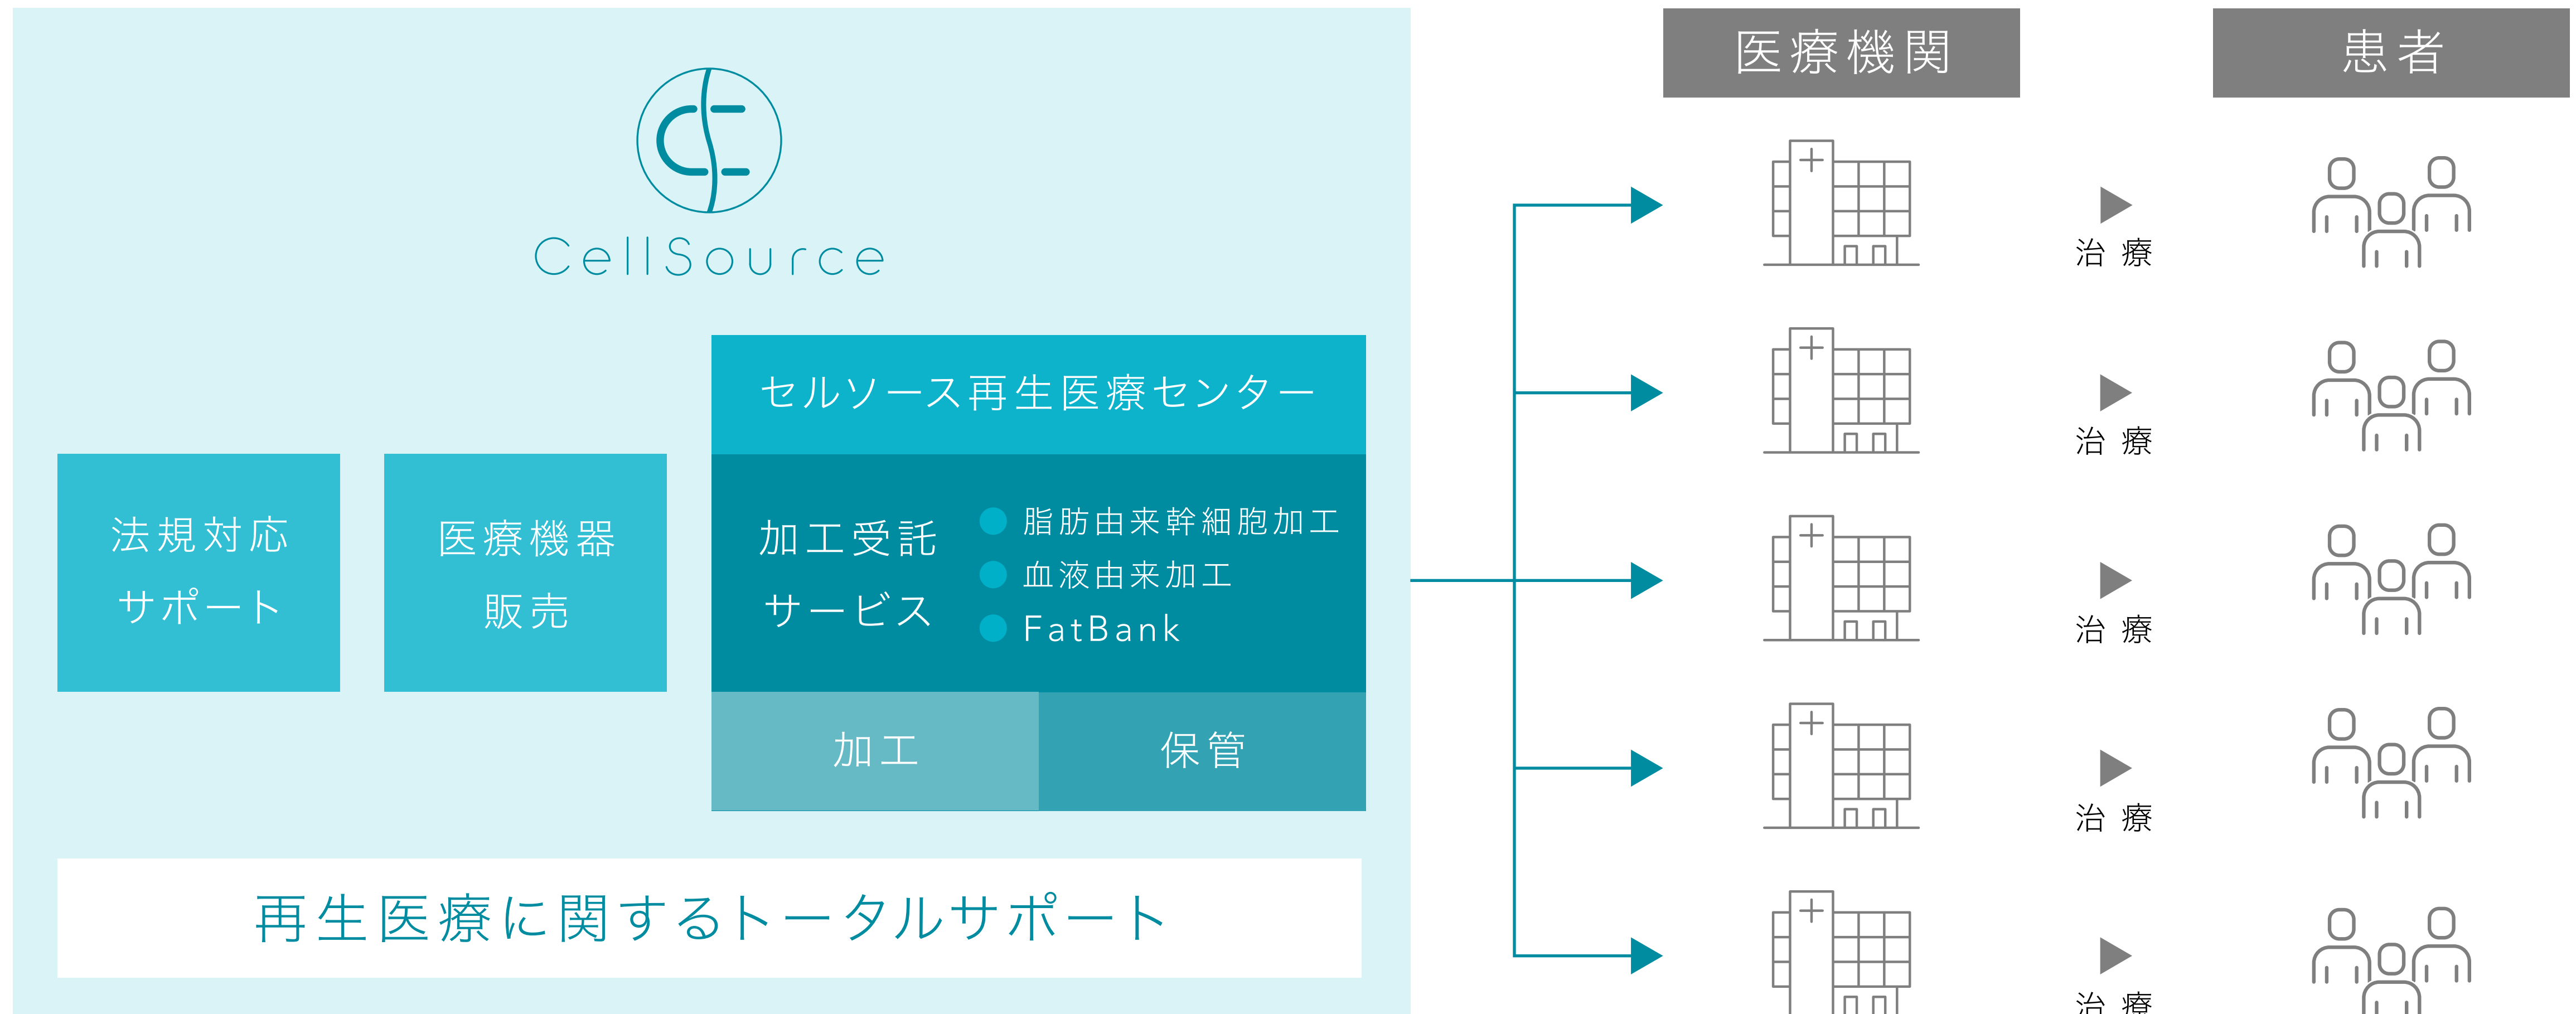 CellSource
法規対応
サポート
医療機器
販売
セルソース再生医療センター
加工受託
サービス
脂肪由来幹細胞加工
血液由来加工
FatBank
加工
保管
再生医療に関するトータルサポート
医療機関
患者
治療
治療
治療
治療
治療